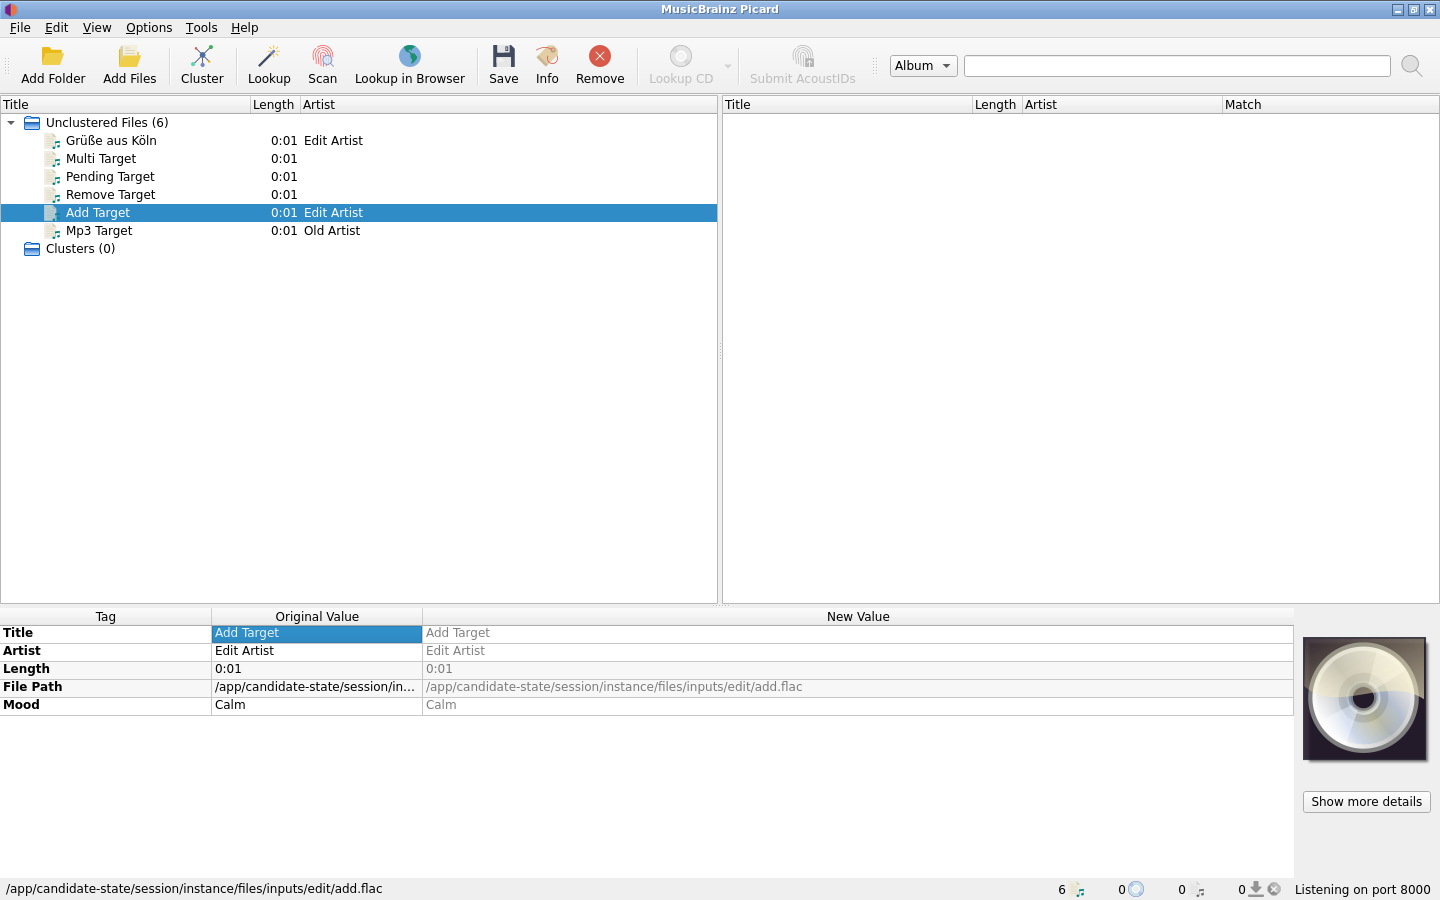 MusicBrainz Picard
File Edit View Options Tools Help
Add Folder Add Files Cluster Lookup Scan Lookup in Browser Save Info Remove Lookup CD Submit AcoustIDs Album
Title Length Artist Title Length Artist Match
Unclustered Files (6)
Grüße aus Köln 0:01 Edit Artist
Multi Target 0:01
Pending Target 0:01
Remove Target 0:01
Add Target 0:01 Edit Artist
Mp3 Target 0:01 Old Artist
Clusters (0)
Tag Original Value New Value
Title Add Target Add Target
Artist Edit Artist Edit Artist
Length 0:01 0:01
File Path /app/candidate-state/session/in... /app/candidate-state/session/instance/files/inputs/edit/add.flac
Mood Calm Calm
Show more details
/app/candidate-state/session/instance/files/inputs/edit/add.flac 6 0 0 0 Listening on port 8000